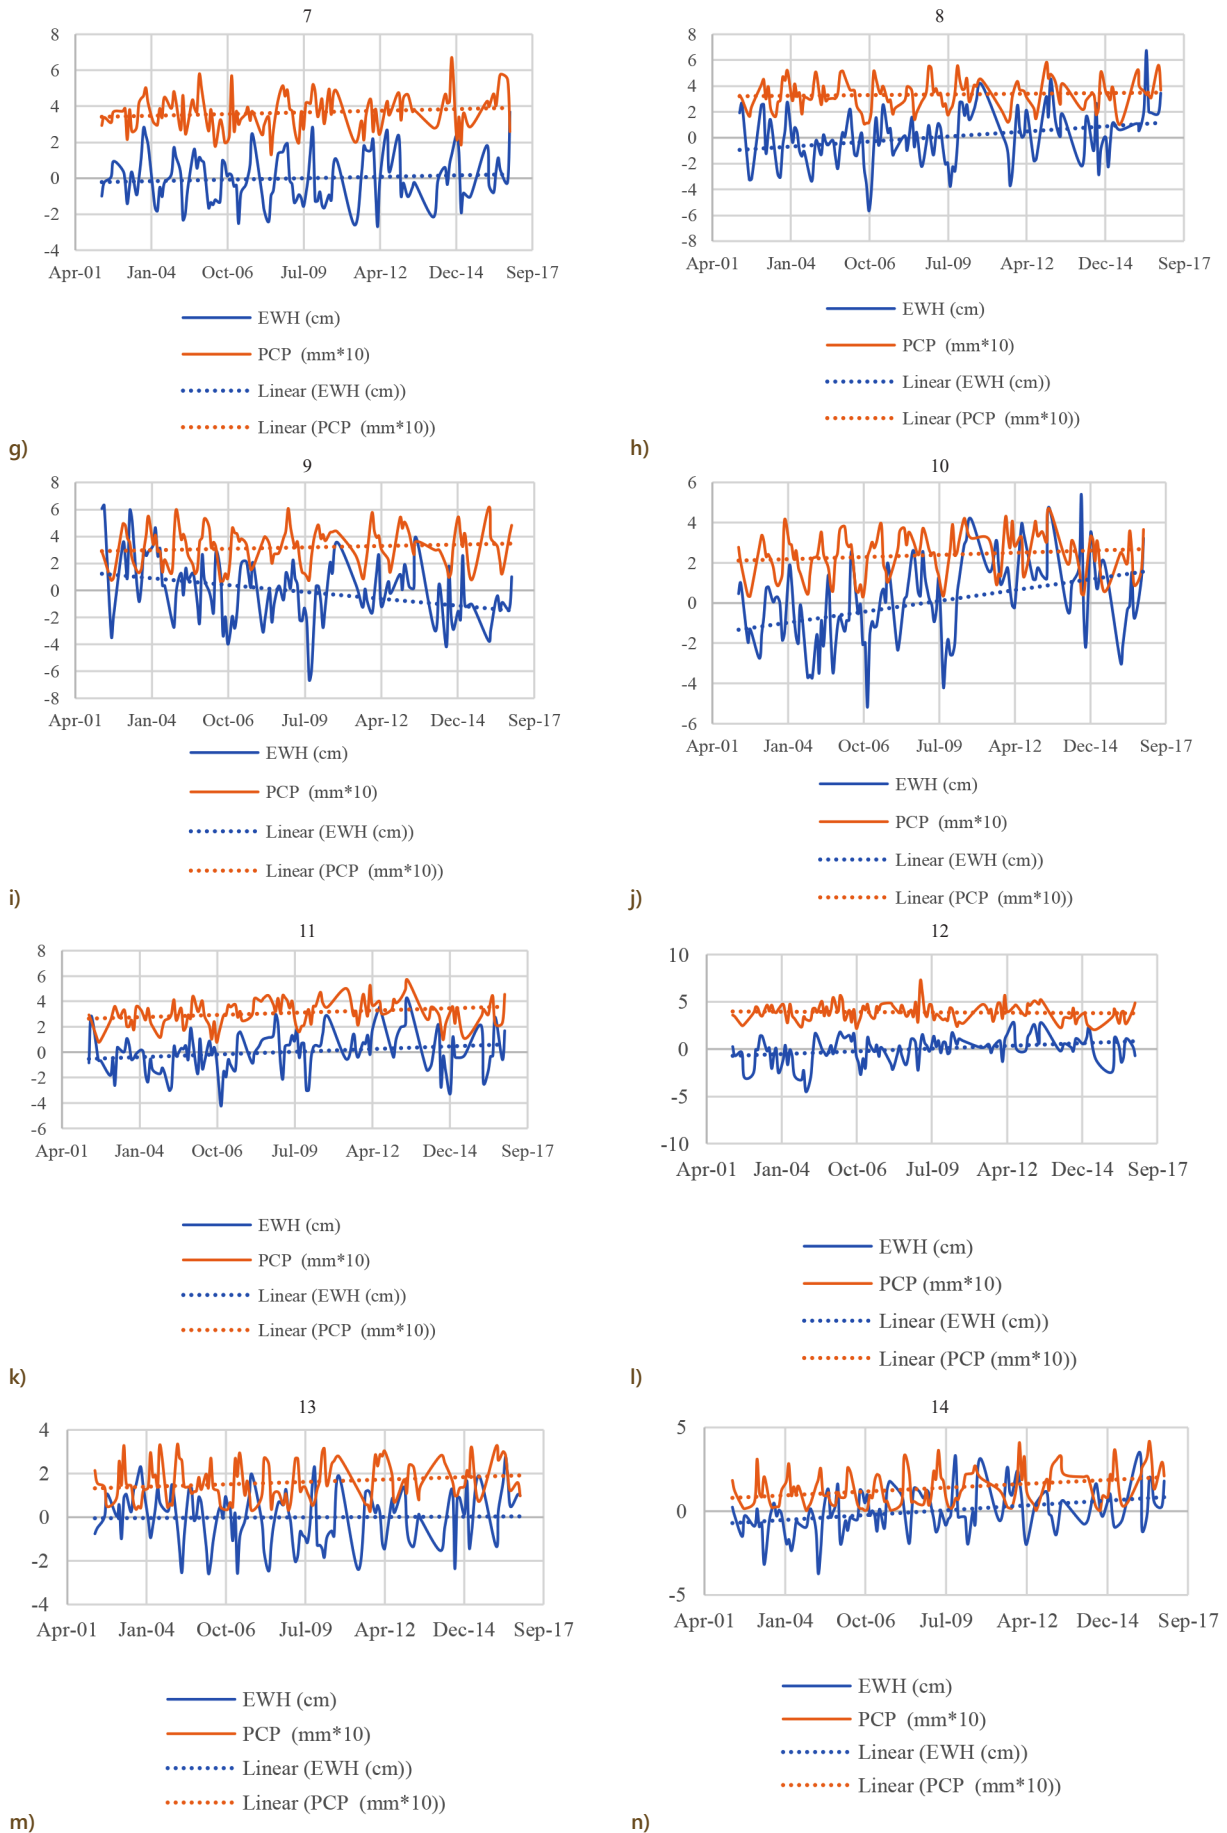 7
8
6
4
2
0
-2
-4
Apr-01 Jan-04 Oct-06 Jul-09 Apr-12 Dec-14 Sep-17
EWH (cm)
PCP (mm*10)
Linear (EWH (cm))
Linear (PCP (mm*10))
g)
8
8
6
4
2
0
-2
-4
-6
-8
Apr-01 Jan-04 Oct-06 Jul-09 Apr-12 Dec-14 Sep-17
EWH (cm)
PCP (mm*10)
Linear (EWH (cm))
Linear (PCP (mm*10))
h)
9
8
6
4
2
0
-2
-4
-6
-8
Apr-01 Jan-04 Oct-06 Jul-09 Apr-12 Dec-14 Sep-17
EWH (cm)
PCP (mm*10)
Linear (EWH (cm))
Linear (PCP (mm*10))
i)
10
6
4
2
0
-2
-4
-6
Apr-01 Jan-04 Oct-06 Jul-09 Apr-12 Dec-14 Sep-17
EWH (cm)
PCP (mm*10)
Linear (EWH (cm))
Linear (PCP (mm*10))
j)
11
8
6
4
2
0
-2
-4
-6
Apr-01 Jan-04 Oct-06 Jul-09 Apr-12 Dec-14 Sep-17
EWH (cm)
PCP (mm*10)
Linear (EWH (cm))
Linear (PCP (mm*10))
k)
12
10
5
0
-5
-10
Apr-01 Jan-04 Oct-06 Jul-09 Apr-12 Dec-14 Sep-17
EWH (cm)
PCP (mm*10)
Linear (EWH (cm))
Linear (PCP (mm*10))
l)
13
4
2
0
-2
-4
Apr-01 Jan-04 Oct-06 Jul-09 Apr-12 Dec-14 Sep-17
EWH (cm)
PCP (mm*10)
Linear (EWH (cm))
Linear (PCP (mm*10))
m)
14
5
0
-5
Apr-01 Jan-04 Oct-06 Jul-09 Apr-12 Dec-14 Sep-17
EWH (cm)
PCP (mm*10)
Linear (EWH (cm))
Linear (PCP (mm*10))
n)